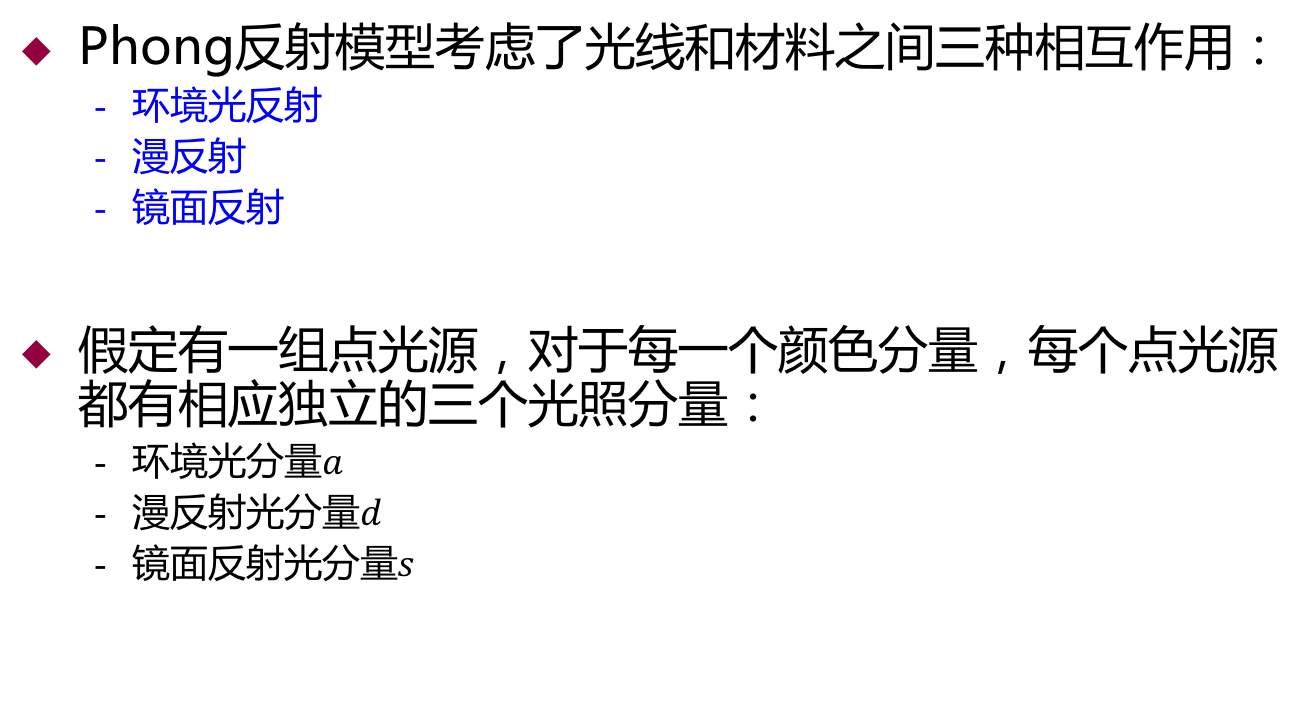 ◆ Phong反射模型考虑了光线和材料之间三种相互作用：
- 环境光反射
- 漫反射
- 镜面反射
◆ 假定有一组点光源，对于每一个颜色分量，每个点光源
都有相应独立的三个光照分量：
- 环境光分量a
- 漫反射光分量d
- 镜面反射光分量s